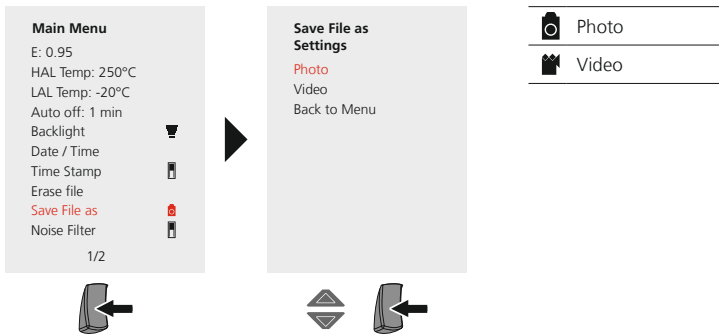 Main Menu
E: 0.95
HAL Temp: 250°C
LAL Temp: -20°C
Auto off: 1 min
Backlight
Date / Time
Time Stamp
Erase file
Save File as
Noise Filter
1/2
Save File as
Settings
Photo
Video
Back to Menu
Photo
Video